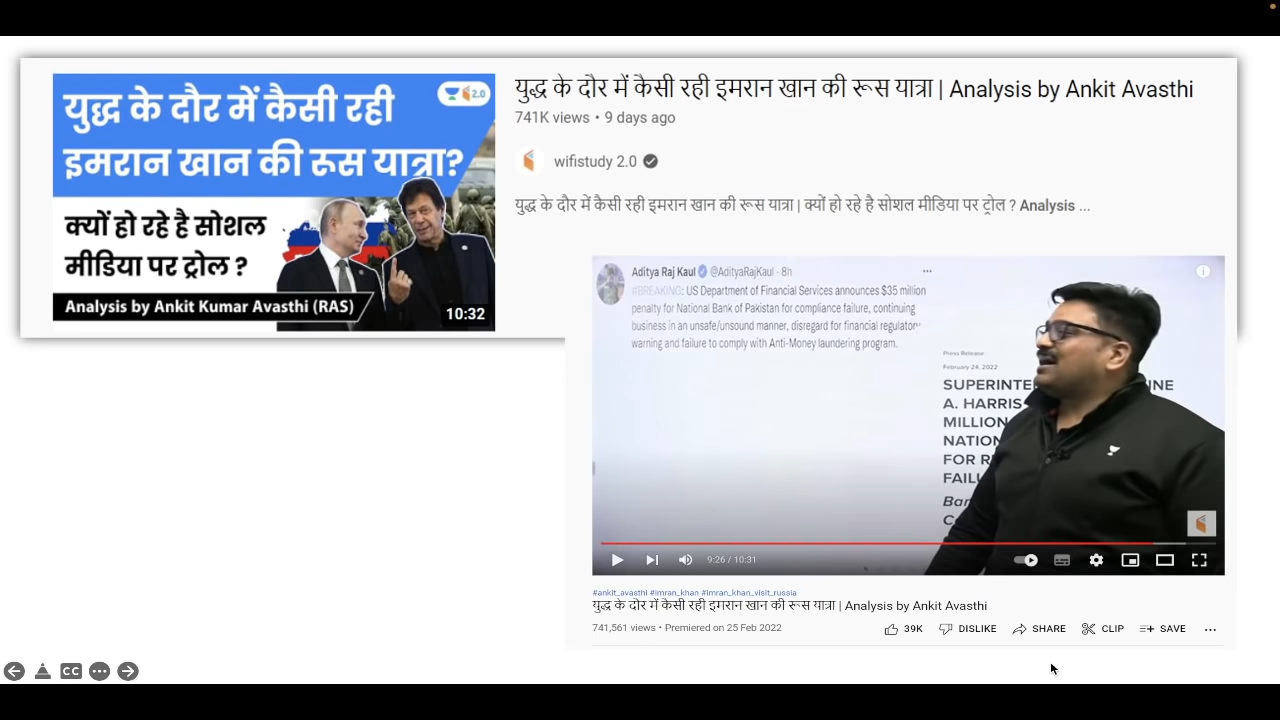 युद्ध के दौर में कैसी रही
इमरान खान की रूस यात्रा?
क्यों हो रहे है सोशल
मीडिया पर ट्रोल ?
Analysis by Ankit Kumar Avasthi (RAS)
2.0
10:32
युद्ध के दौर में कैसी रही इमरान खान की रूस यात्रा | Analysis by Ankit Avasthi
741K views • 9 days ago
wifistudy 2.0
युद्ध के दौर में कैसी रही इमरान खान की रूस यात्रा | क्यों हो रहे है सोशल मीडिया पर ट्रोल ? Analysis ...
Aditya Raj Kaul @AdityaRajKaul · 8h
#BREAKING: US Department of Financial Services announces $35 million
penalty for National Bank of Pakistan for compliance failure, continuing
business in an unsafe/unsound manner, disregard for financial regulatory
warning and failure to comply with Anti-Money laundering program.
Press Release
February 24, 2022
SUPERINTE NE
A. HARRIS
MILLION
NATION
FOR R
FAIL
Ban
C
9:26 / 10:31
#ankit_avasthi #imran_khan #imran_khan_visit_russia
युद्ध के दौर में कैसी रही इमरान खान की रूस यात्रा | Analysis by Ankit Avasthi
741,561 views • Premiered on 25 Feb 2022
39K DISLIKE SHARE CLIP SAVE ...
CC